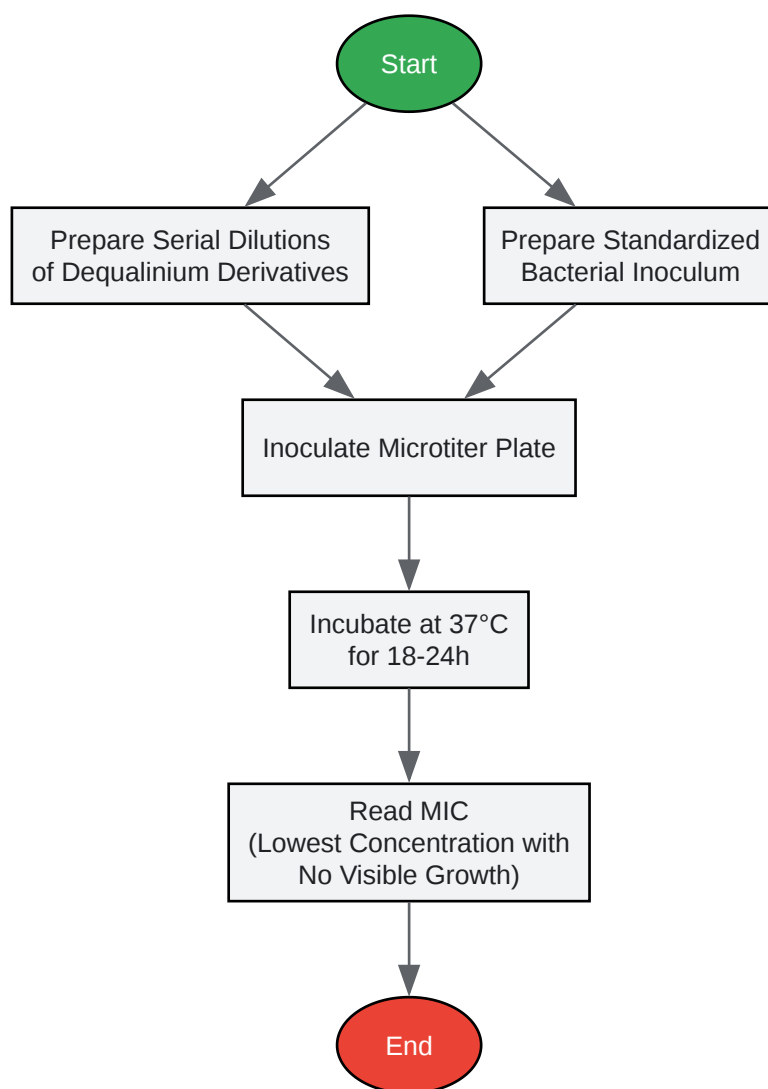 Start
Prepare Serial Dilutions
of Dequalinium Derivatives
Prepare Standardized
Bacterial Inoculum
Inoculate Microtiter Plate
Incubate at 37°C
for 18-24h
Read MIC
(Lowest Concentration with
No Visible Growth)
End